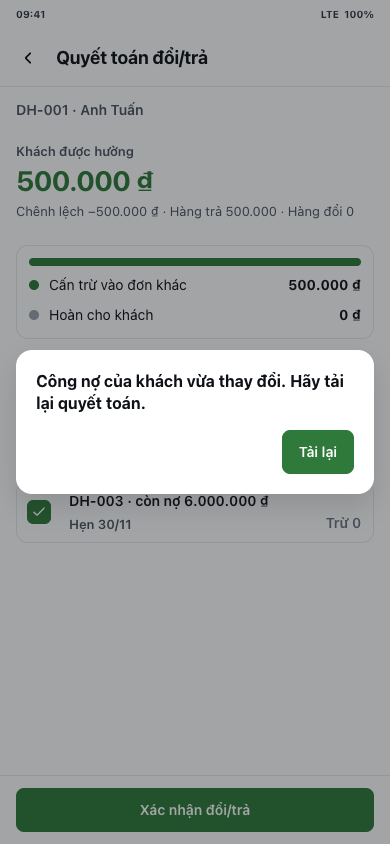 09:41
LTE 100%
Quyết toán đổi/trả
DH-001 · Anh Tuấn
Khách được hưởng
500.000 ₫
Chênh lệch −500.000 ₫ · Hàng trả 500.000 · Hàng đổi 0
Cấn trừ vào đơn khác
500.000 ₫
Hoàn cho khách
0 ₫
Công nợ của khách vừa thay đổi. Hãy tải
lại quyết toán.
Tải lại
DH-003 · còn nợ 6.000.000 ₫
Hẹn 30/11
Trừ 0
Xác nhận đổi/trả